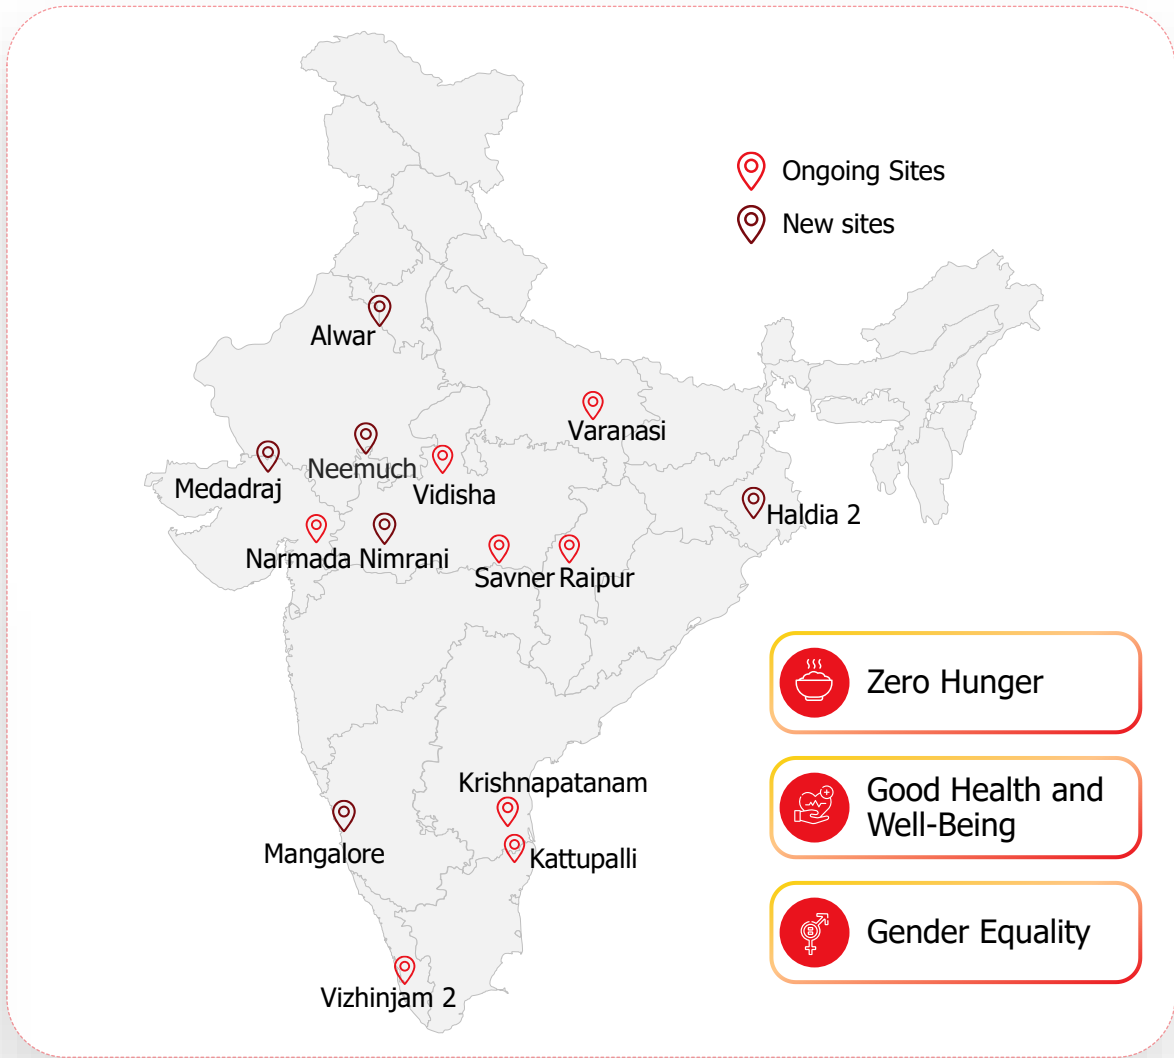 Ongoing Sites
New sites
Alwar
Varanasi
Neemuch
Medadraj
Vidisha
Haldia 2
Narmada
Nimrani
Savner
Raipur
Zero Hunger
Krishnapatanam
Good Health and
Well-Being
Mangalore
Kattupalli
Gender Equality
Vizhinjam 2